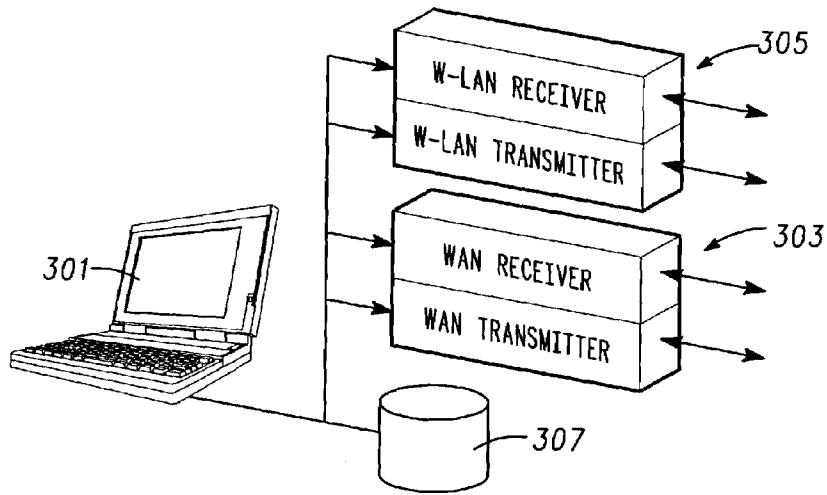 305
W-LAN RECEIVER
W-LAN TRANSMITTER
303
WAN RECEIVER
WAN TRANSMITTER
301
307